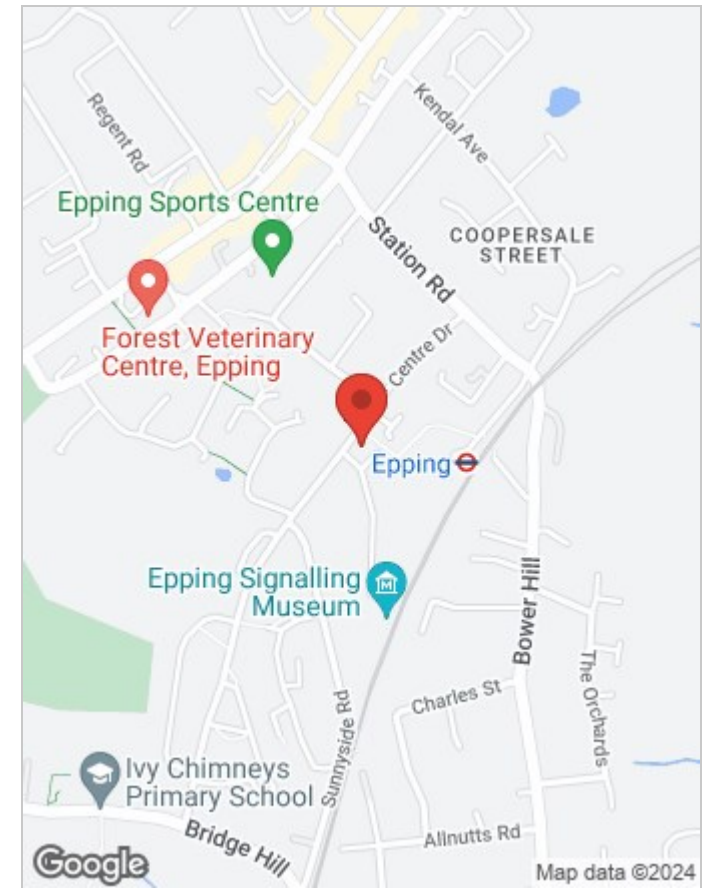 Regent Rd
Kendal Ave
Epping Sports Centre
Station Rd
COOPERSALE
STREET
Forest Veterinary
Centre, Epping
Centre Dr
Epping
Epping Signalling
Museum
Bower Hill
The Orchards
Charles St
Sunnyside Rd
Ivy Chimneys
Primary School
Bridge Hill
Allnutts Rd
Google
Map data ©2024